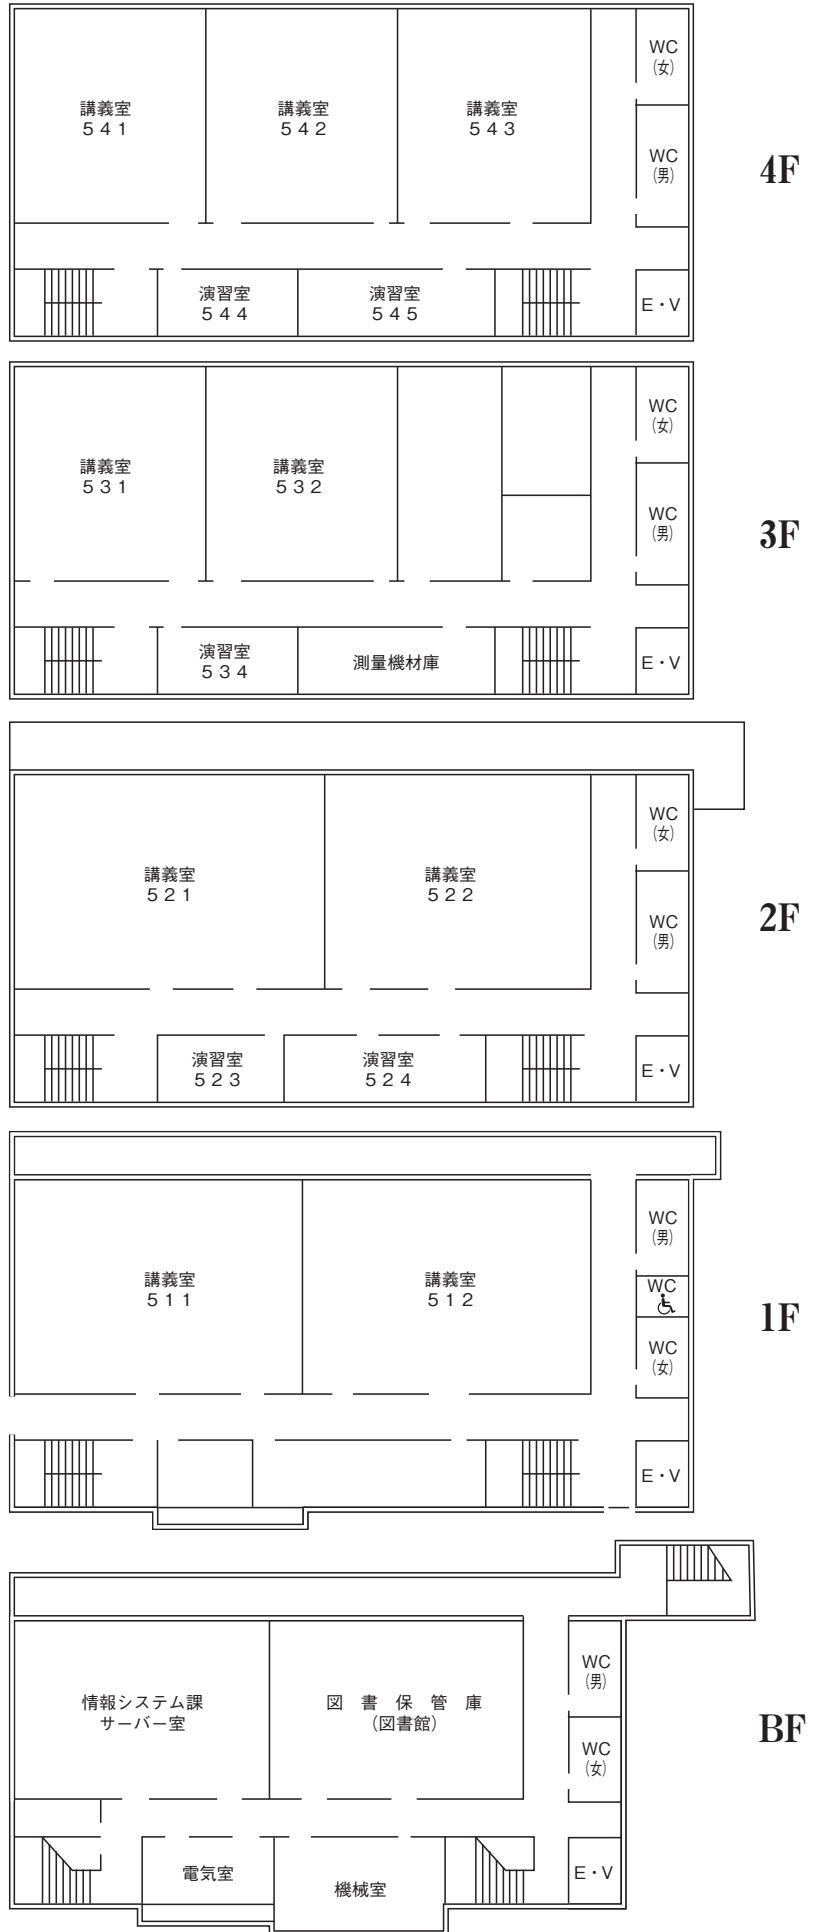 講義室
５４１
講義室
５４２
講義室
５４３
WC
(女)
WC
(男)
演習室
５４４
演習室
５４５
E・V
4F
講義室
５３１
講義室
５３２
WC
(女)
WC
(男)
演習室
５３４
測量機材庫
E・V
3F
講義室
５２１
講義室
５２２
WC
(女)
WC
(男)
演習室
５２３
演習室
５２４
E・V
2F
講義室
５１１
講義室
５１２
WC
(男)
WC
WC
(女)
E・V
1F
情報システム課
サーバー室
図書保管庫
(図書館)
WC
(男)
WC
(女)
電気室
機械室
E・V
BF